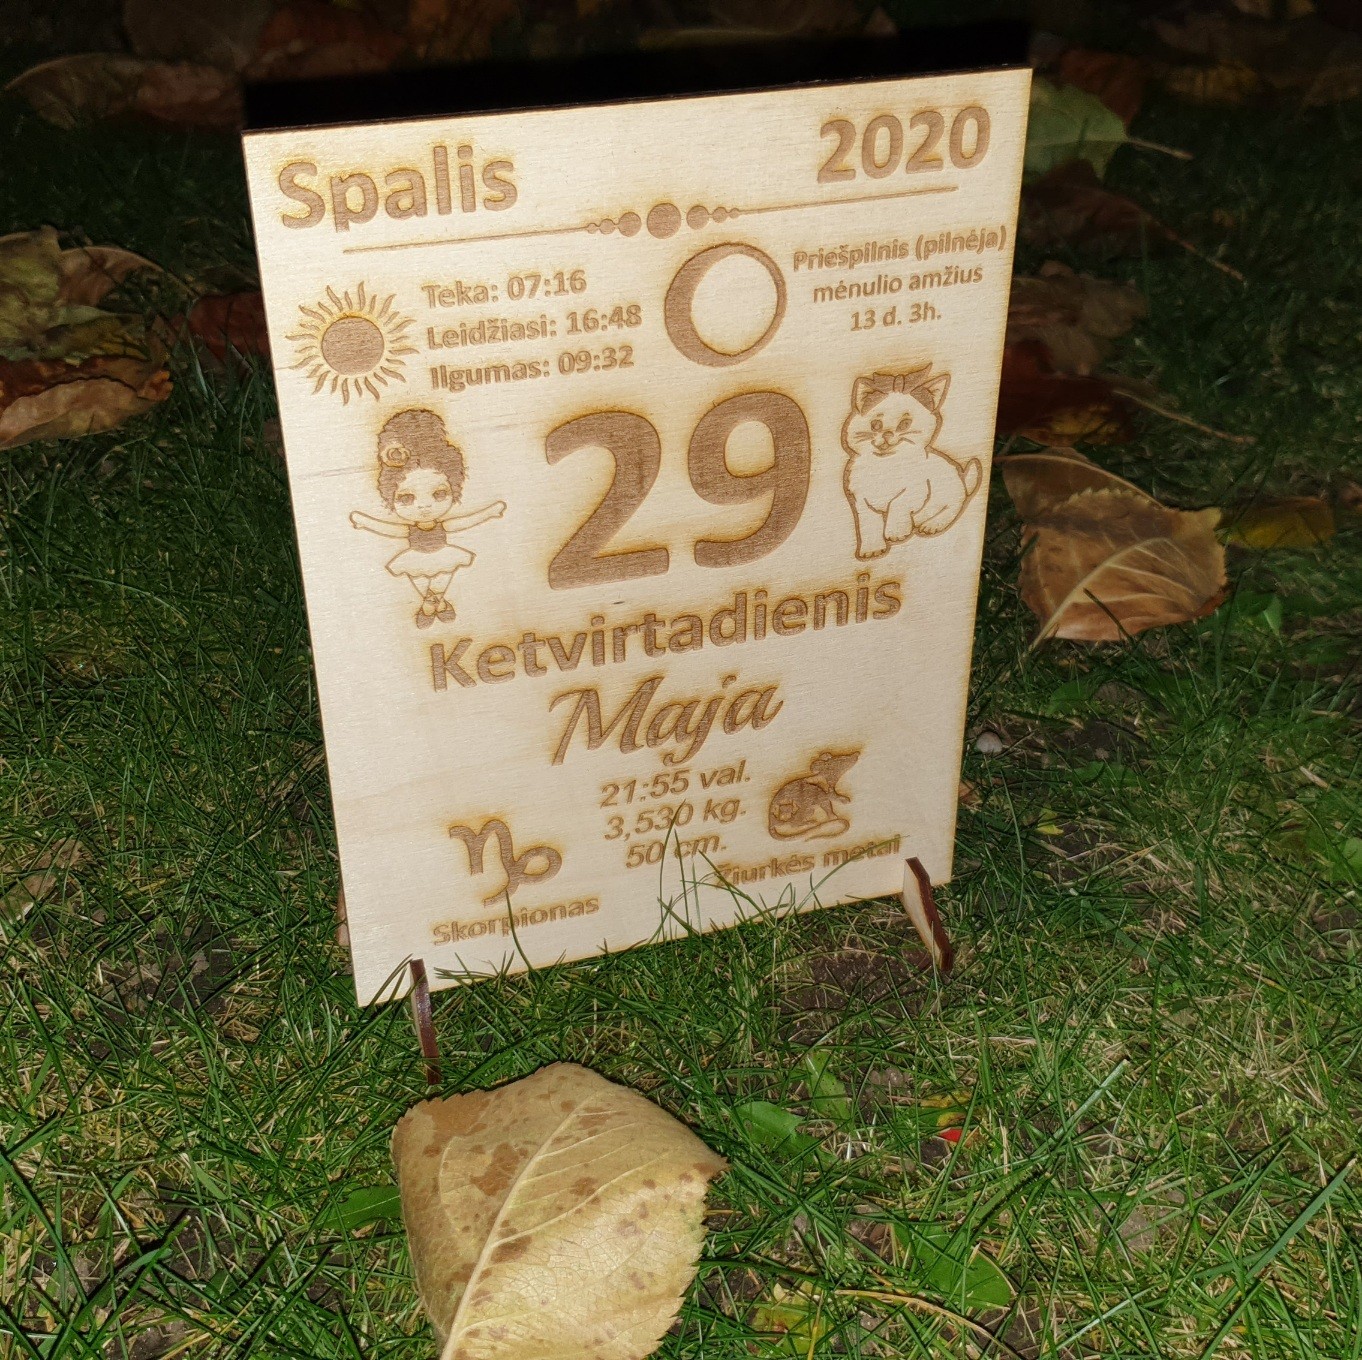 Spalis 2020
Teka: 07:16
Leidžiasi: 16:48
Ilgumas: 09:32
Priešpilnis (pilnėja)
mėnulio amžius
13 d. 3h.
29
Ketvirtadienis
Maja
21:55 val.
3,530 kg.
50 cm.
Skorpionas
Žiurkės metai